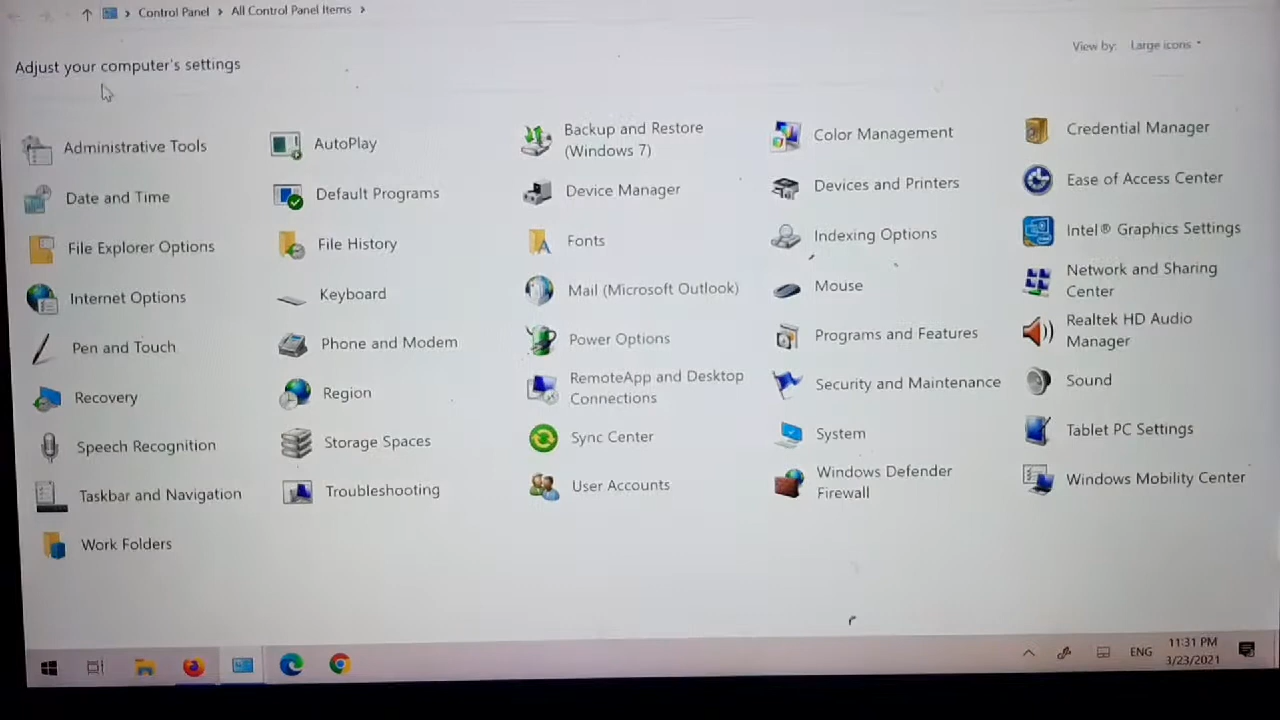 Control Panel > All Control Panel Items >
View by: Large icons
Adjust your computer's settings
Administrative Tools
AutoPlay
Backup and Restore
(Windows 7)
Color Management
Credential Manager
Date and Time
Default Programs
Device Manager
Devices and Printers
Ease of Access Center
File Explorer Options
File History
Fonts
Indexing Options
Intel® Graphics Settings
Internet Options
Keyboard
Mail (Microsoft Outlook)
Mouse
Network and Sharing
Center
Pen and Touch
Phone and Modem
Power Options
Programs and Features
Realtek HD Audio
Manager
Recovery
Region
RemoteApp and Desktop
Connections
Security and Maintenance
Sound
Speech Recognition
Storage Spaces
Sync Center
System
Tablet PC Settings
Taskbar and Navigation
Troubleshooting
User Accounts
Windows Defender
Firewall
Windows Mobility Center
Work Folders
ENG
11:31 PM
3/23/2021